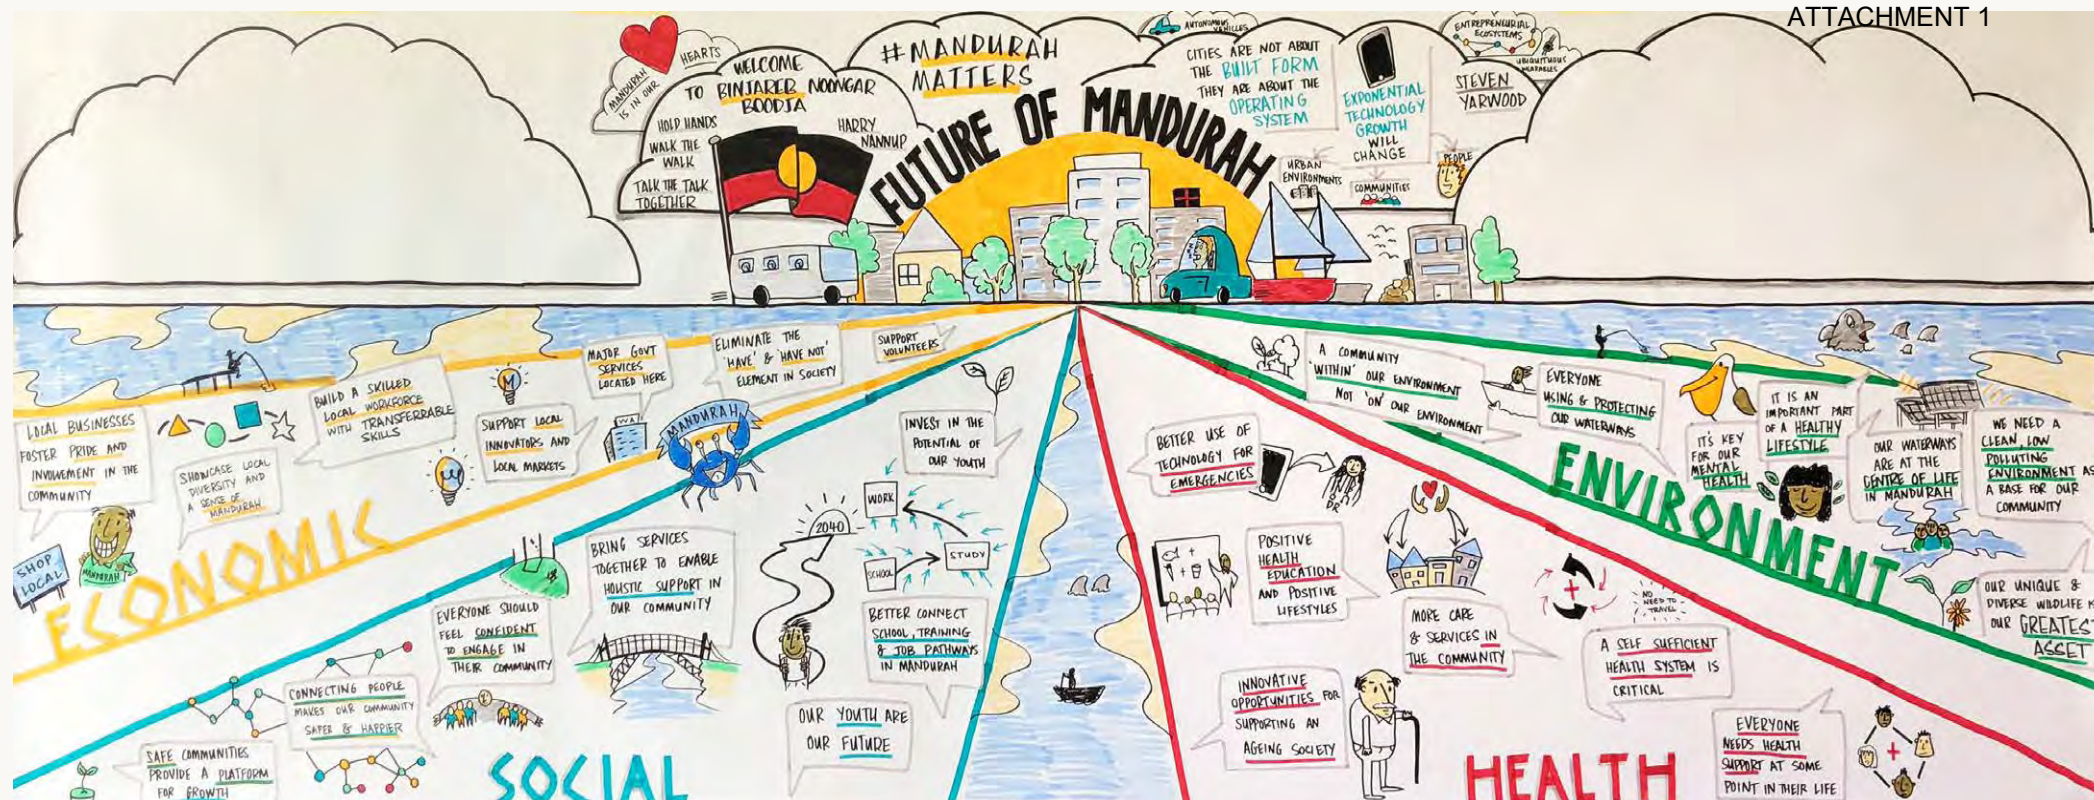 ATTACHMENT 1
MANDURAH
IS IN OUR
HEARTS
WELCOME
TO BINJAREB NOONGAR
BOODJA
HOLD HANDS
WALK THE
WALK
TALK THE TALK
TOGETHER
HARRY
NANNUP
#MANDURAH
MATTERS
FUTURE OF MANDURAH
AUTONOMOUS
VEHICLES
CITIES ARE NOT ABOUT
THE BUILT FORM
THEY ARE ABOUT THE
OPERATING
SYSTEM
EXPONENTIAL
TECHNOLOGY
GROWTH
WILL
CHANGE
URBAN
ENVIRONMENTS
COMMUNITIES
PEOPLE
ENTREPRENEURIAL
ECOSYSTEMS
UBIQUITOUS
WEARABLES
STEVEN
YARWOOD
LOCAL BUSINESSES
FOSTER PRIDE AND
INVOLVEMENT IN THE
COMMUNITY
SHOP
LOCAL
MANDURAH
SHOWCASE LOCAL
DIVERSITY AND
A SENSE OF
MANDURAH
BUILD A SKILLED
LOCAL WORKFORCE
WITH TRANSFERRABLE
SKILLS
M
SUPPORT LOCAL
INNOVATORS AND
LOCAL MARKETS
MAJOR GOVT
SERVICES
LOCATED HERE
WA
ELIMINATE THE
'HAVE' & 'HAVE NOT'
ELEMENT IN SOCIETY
SUPPORT
VOLUNTEERS
ECONOMIC
MANDURAH
INVEST IN THE
POTENTIAL OF
OUR YOUTH
WORK
STUDY
SCHOOL
2040
BRING SERVICES
TOGETHER TO ENABLE
HOLISTIC SUPPORT IN
OUR COMMUNITY
BETTER CONNECT
SCHOOL, TRAINING
& JOB PATHWAYS
IN MANDURAH
EVERYONE SHOULD
FEEL CONFIDENT
TO ENGAGE IN
THEIR COMMUNITY
CONNECTING PEOPLE
MAKES OUR COMMUNITY
SAFER & HAPPIER
OUR YOUTH ARE
OUR FUTURE
SAFE COMMUNITIES
PROVIDE A PLATFORM
FOR GROWTH
SOCIAL
BETTER USE OF
TECHNOLOGY FOR
EMERGENCIES
DR
POSITIVE
HEALTH
EDUCATION
AND POSITIVE
LIFESTYLES
MORE CARE
& SERVICES IN
THE COMMUNITY
NO
NEED TO
TRAVEL
A SELF SUFFICIENT
HEALTH SYSTEM IS
CRITICAL
INNOVATIVE
OPPORTUNITIES FOR
SUPPORTING AN
AGEING SOCIETY
EVERYONE
NEEDS HEALTH
SUPPORT AT SOME
POINT IN THEIR LIFE
HEALTH
A COMMUNITY
'WITHIN' OUR ENVIRONMENT
NOT 'ON' OUR ENVIRONMENT
EVERYONE
USING & PROTECTING
OUR WATERWAYS
IT'S KEY
FOR OUR
MENTAL
HEALTH
IT IS AN
IMPORTANT PART
OF A HEALTHY
LIFESTYLE
OUR WATERWAYS
ARE AT THE
CENTRE OF LIFE
IN MANDURAH
WE NEED A
CLEAN, LOW
POLLUTING
ENVIRONMENT AS
A BASE FOR OUR
COMMUNITY
OUR UNIQUE &
DIVERSE WILDLIFE
OUR GREATEST
ASSET
ENVIRONMENT